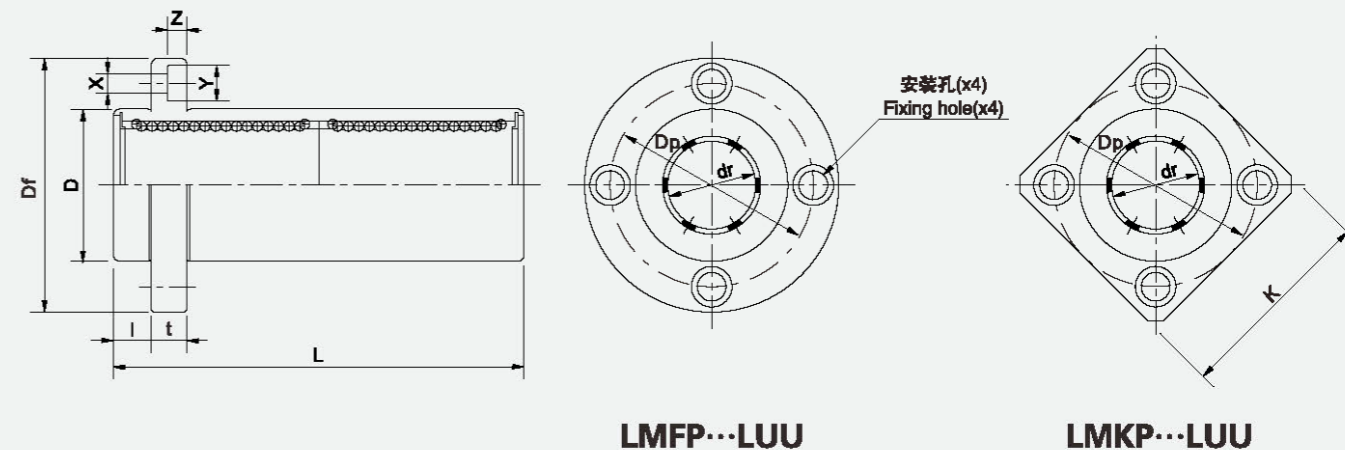 Z
X
Y
Df
D
l
t
L
Dp
dr
安装孔(x4)
Fixing hole(x4)
Dp
dr
K
LMFP···LUU
LMKP···LUU